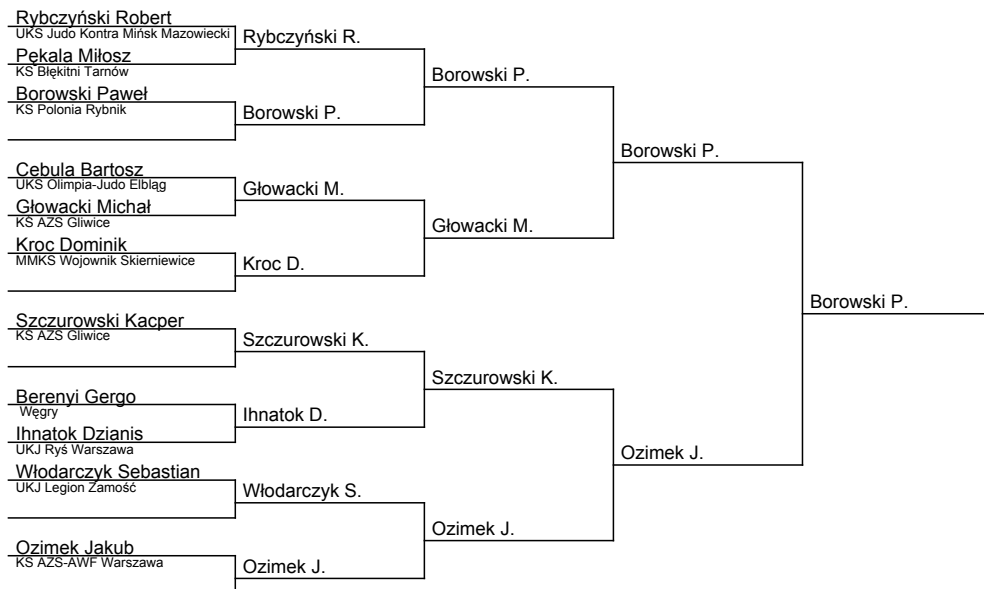 Rybczyński Robert
UKS Judo Kontra Mińsk Mazowiecki
Rybczyński R.
Pękala Miłosz
KS Błękitni Tarnów
Borowski P.
Borowski Paweł
KS Polonia Rybnik
Borowski P.
Borowski P.
Cebula Bartosz
UKS Olimpia-Judo Elbląg
Głowacki M.
Głowacki Michał
KS AZS Gliwice
Głowacki M.
Kroc Dominik
MMKS Wojownik Skierniewice
Kroc D.
Borowski P.
Szczurowski Kacper
KS AZS Gliwice
Szczurowski K.
Szczurowski K.
Berenyi Gergo
Węgry
Ihnatok D.
Ihnatok Dzianis
UKJ Ryś Warszawa
Ozimek J.
Włodarczyk Sebastian
UKJ Legion Zamość
Włodarczyk S.
Ozimek J.
Ozimek Jakub
KS AZS-AWF Warszawa
Ozimek J.